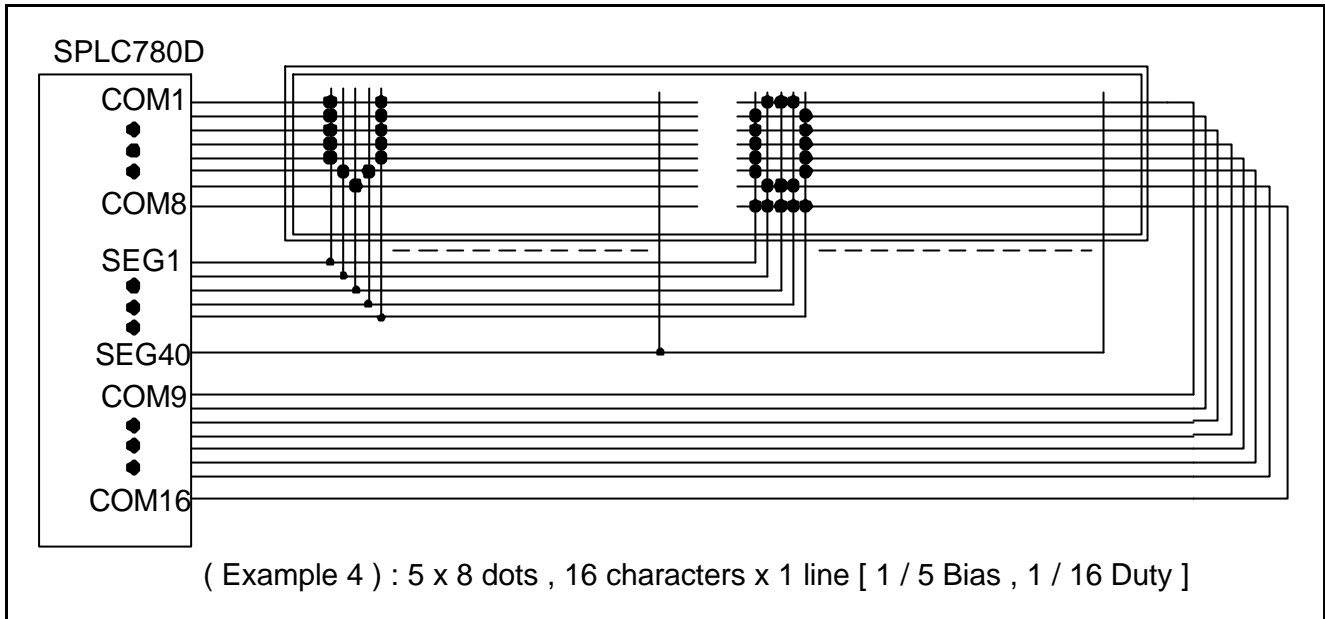 SPLC780D
COM1
COM8
SEG1
SEG40
COM9
COM16
( Example 4 ) : 5 x 8 dots , 16 characters x 1 line [ 1 / 5 Bias , 1 / 16 Duty ]